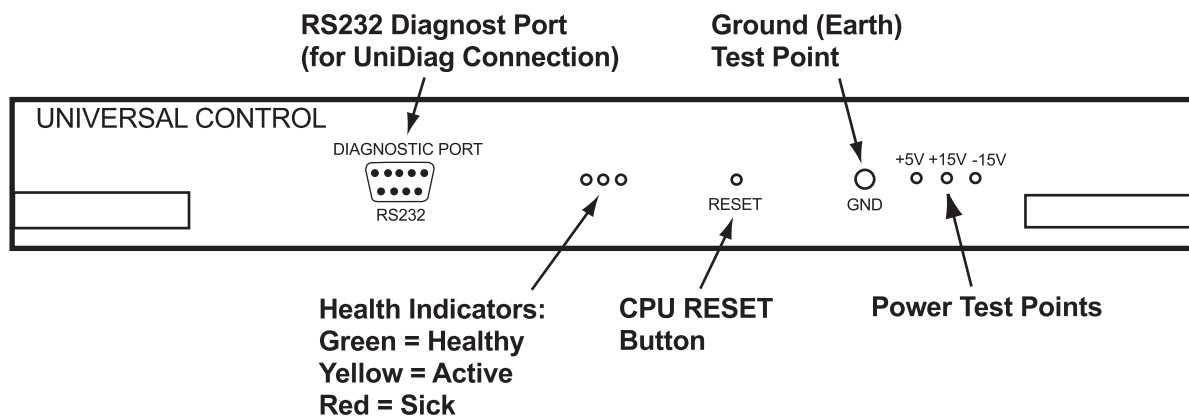 RS232 Diagnost Port
(for UniDiag Connection)
Ground (Earth)
Test Point
UNIVERSAL CONTROL
DIAGNOSTIC PORT
RS232
RESET
GND
+5V +15V -15V
Health Indicators:
Green = Healthy
Yellow = Active
Red = Sick
CPU RESET
Button
Power Test Points